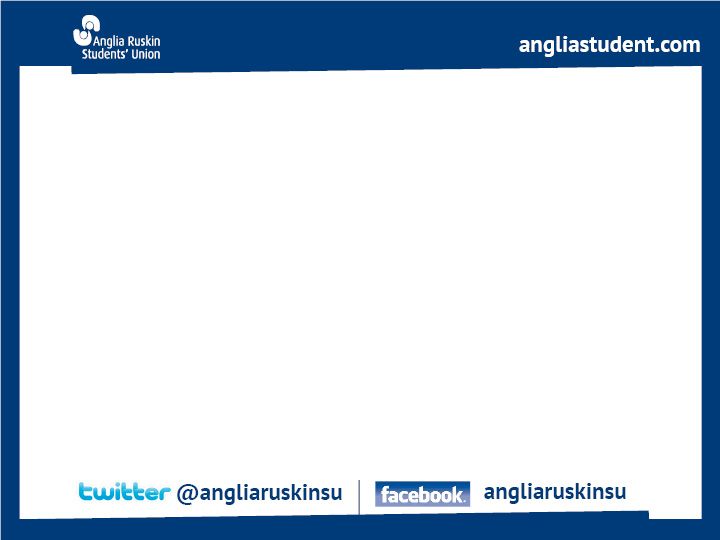 Anglia Ruskin
Students' Union
angliastudent.com
twitter @angliaruskinsu
facebook. angliaruskinsu